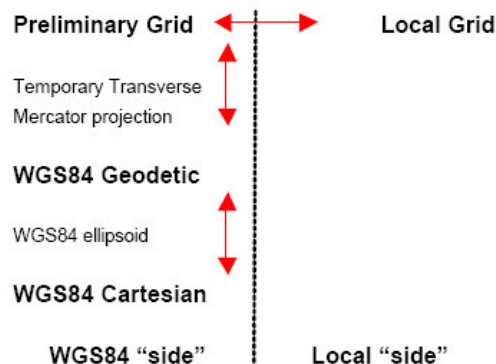 Preliminary Grid Local Grid
Temporary Transverse
Mercator projection
WGS84 Geodetic
WGS84 ellipsoid
WGS84 Cartesian
WGS84 “side” Local “side”